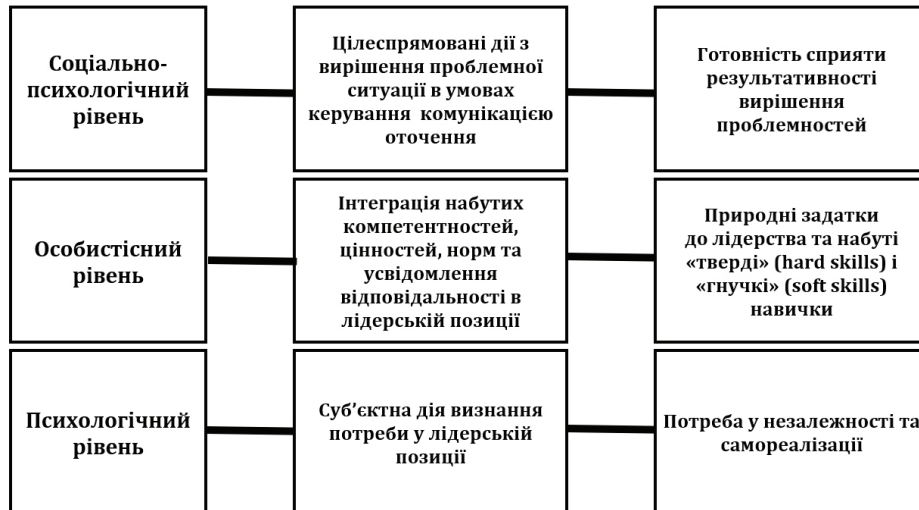 Соціально-
психологічний
рівень
Цілеспрямовані дії з
вирішення проблемної
ситуації в умовах
керування комунікацією
оточення
Готовність сприяти
результативності
вирішення
проблемностей
Особистісний
рівень
Інтеграція набутих
компетентностей,
цінностей, норм та
усвідомлення
відповідальності в
лідерській позиції
Природні задатки
до лідерства та набуті
«тверді» (hard skills) і
«гнучкі» (soft skills)
навички
Психологічний
рівень
Суб’єктна дія визнання
потреби у лідерській
позиції
Потреба у незалежності та
самореалізації